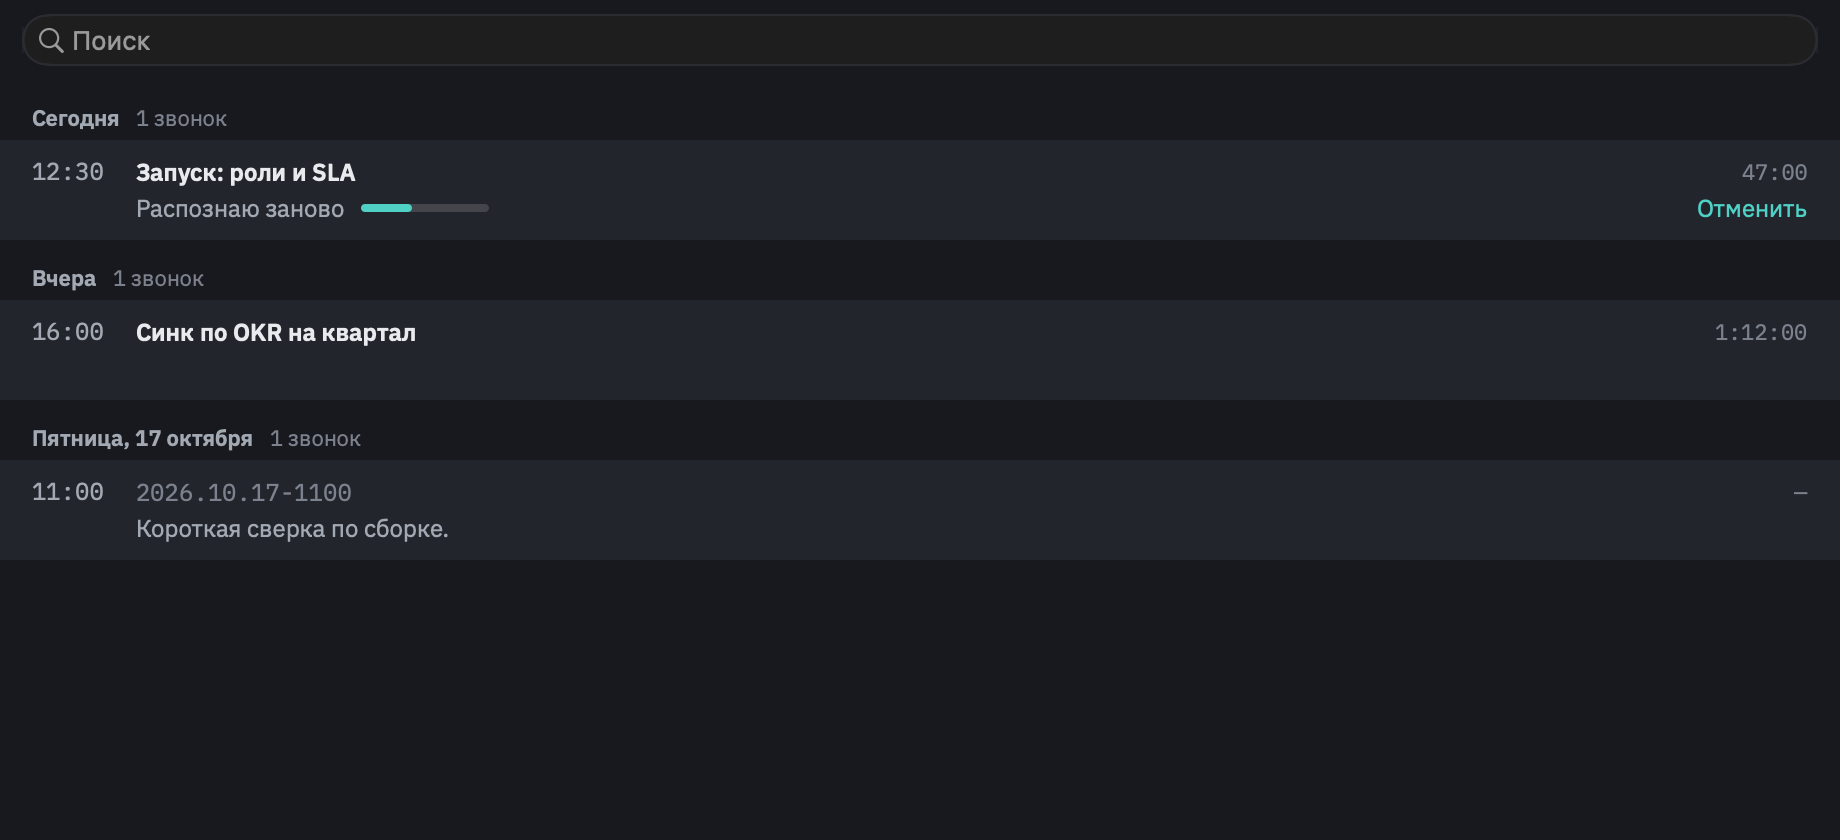 Поиск
Сегодня 1 звонок
12:30 Запуск: роли и SLA 47:00
Распознаю заново Отменить
Вчера 1 звонок
16:00 Синк по OKR на квартал 1:12:00
Пятница, 17 октября 1 звонок
11:00 2026.10.17-1100 —
Короткая сверка по сборке.